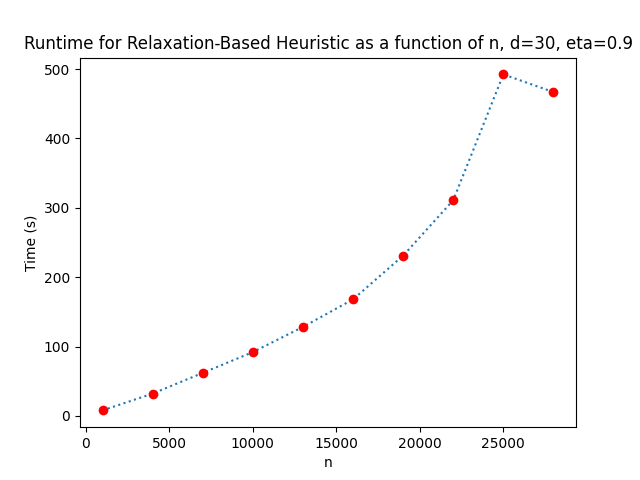 Runtime for Relaxation-Based Heuristic as a function of n, d=30, eta=0.9
500
400
300
200
100
0
Time (s)
0 5000 10000 15000 20000 25000
n